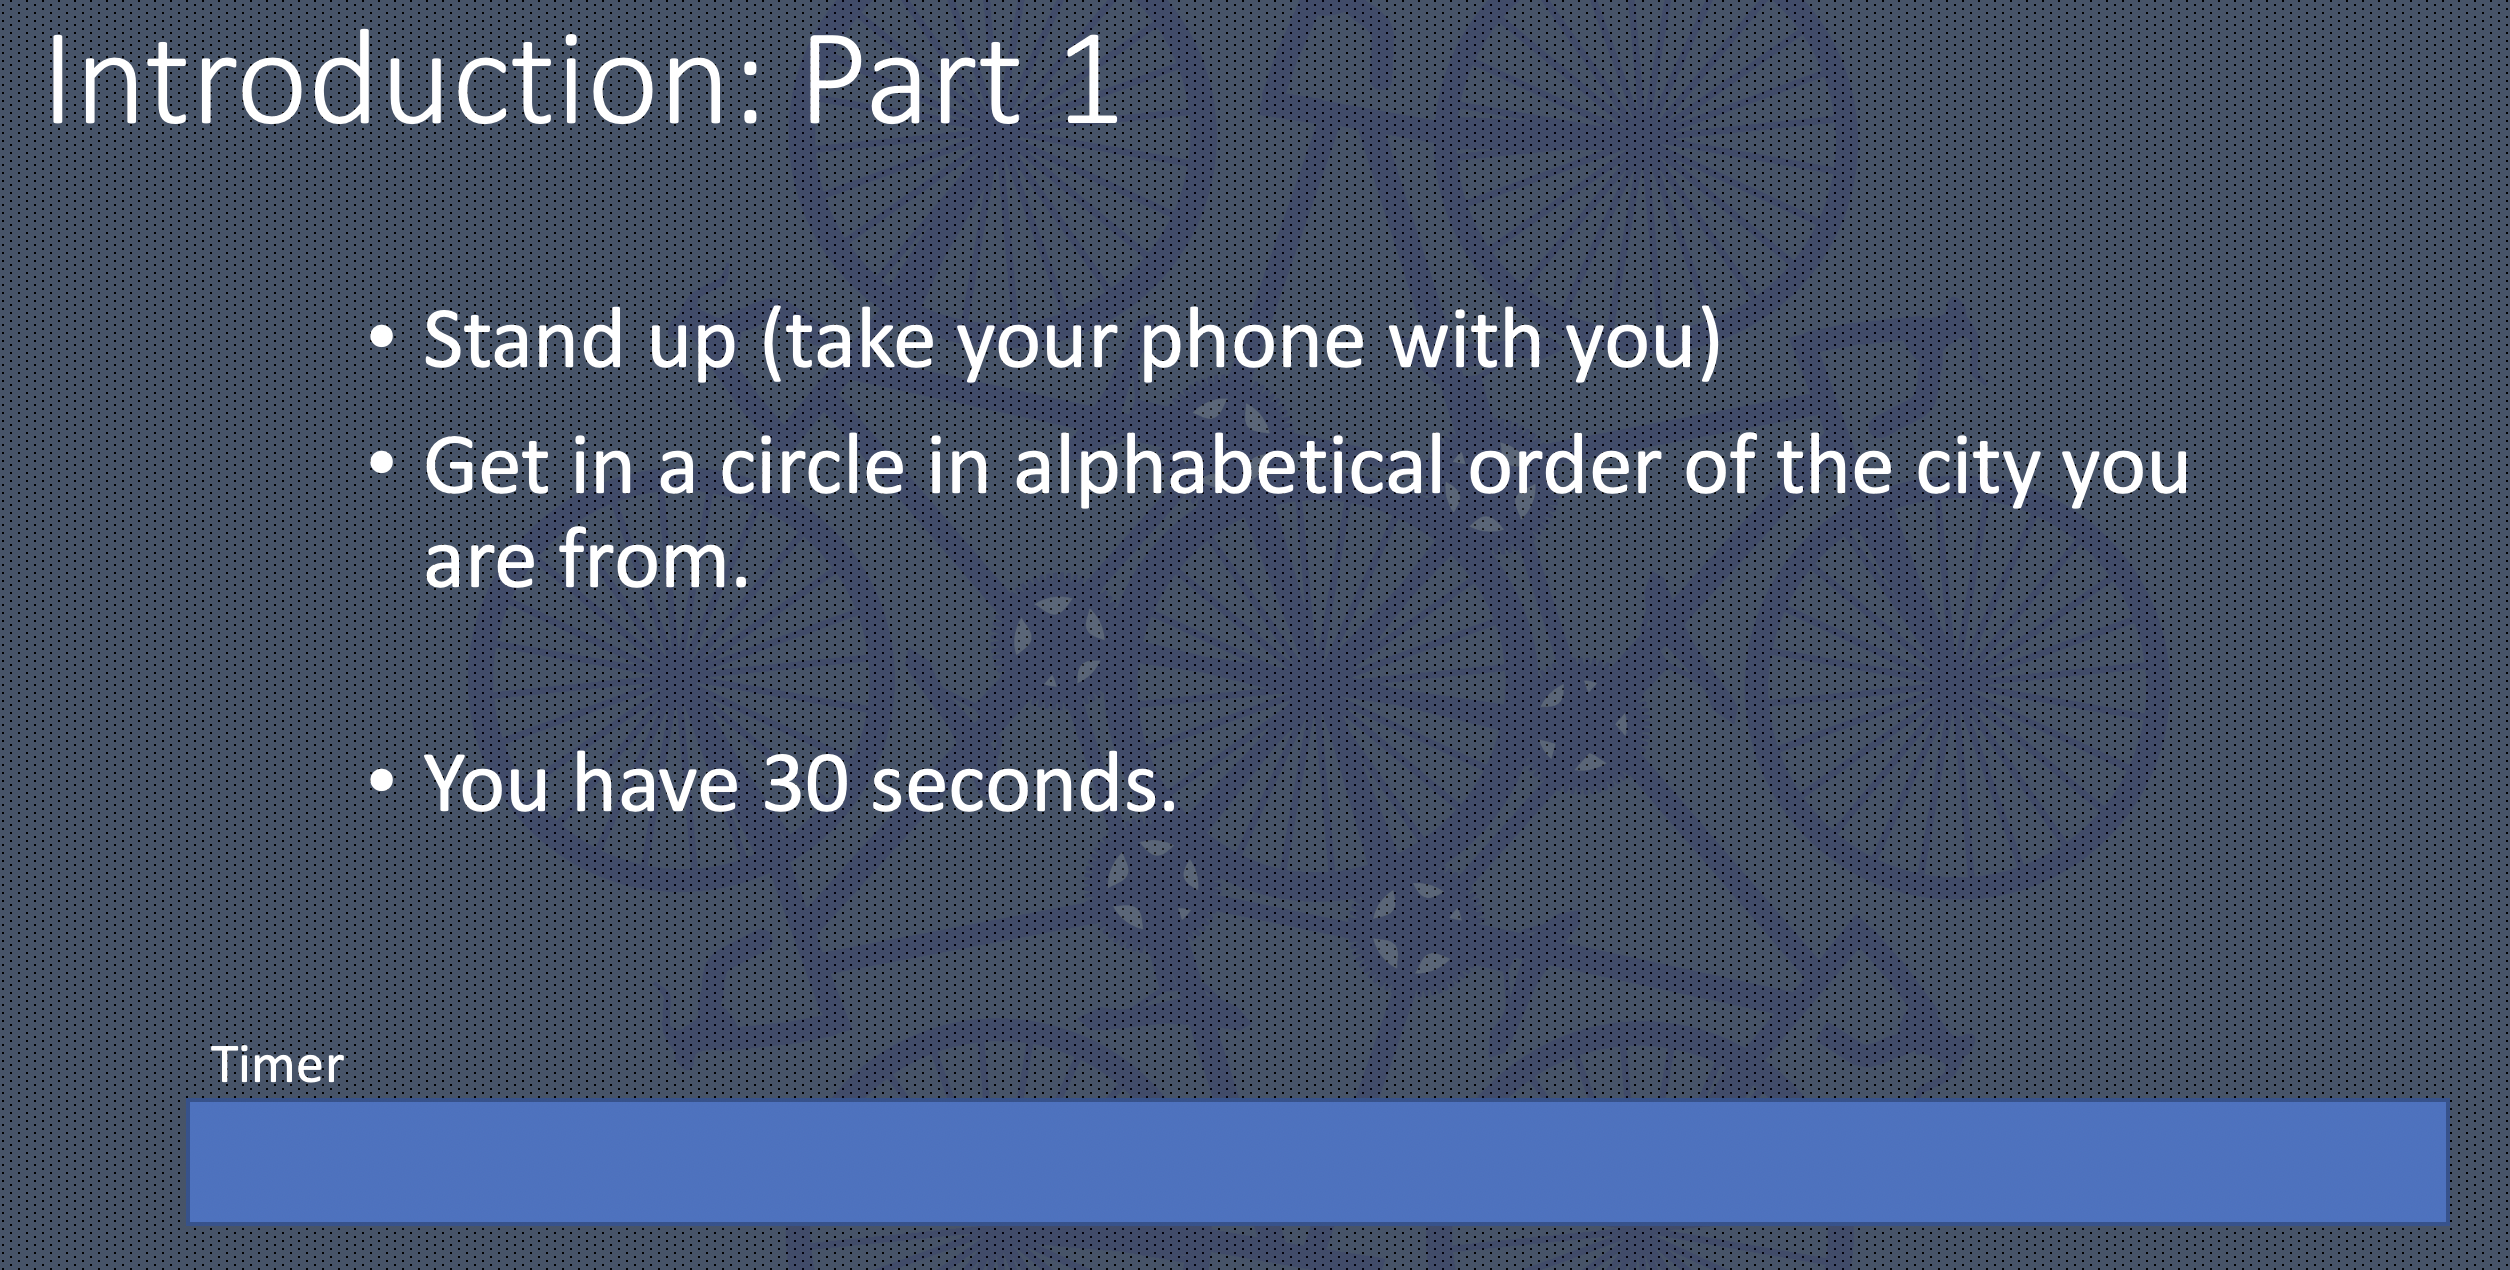 Introduction: Part 1
• Stand up (take your phone with you)
• Get in a circle in alphabetical order of the city you
are from.
• You have 30 seconds.
Timer